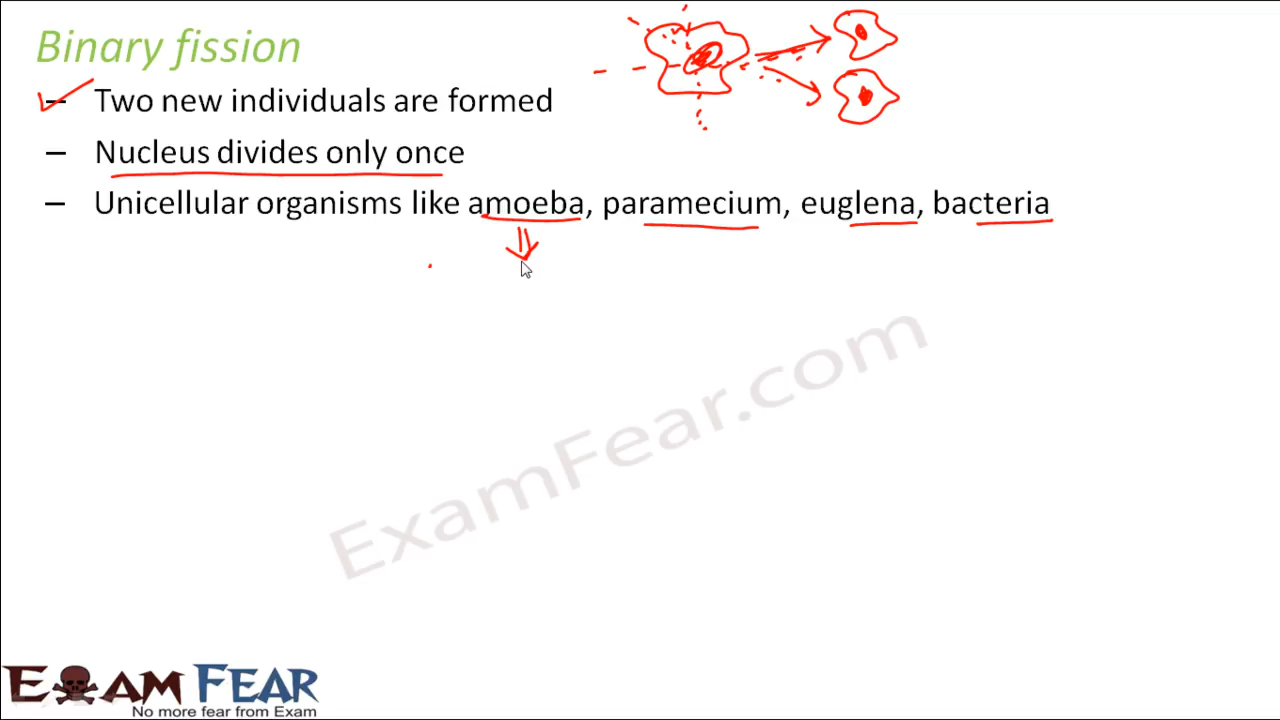 Binary fission
– Two new individuals are formed
– Nucleus divides only once
– Unicellular organisms like amoeba, paramecium, euglena, bacteria
ExamFear.com
EXAM FEAR
No more fear from Exam